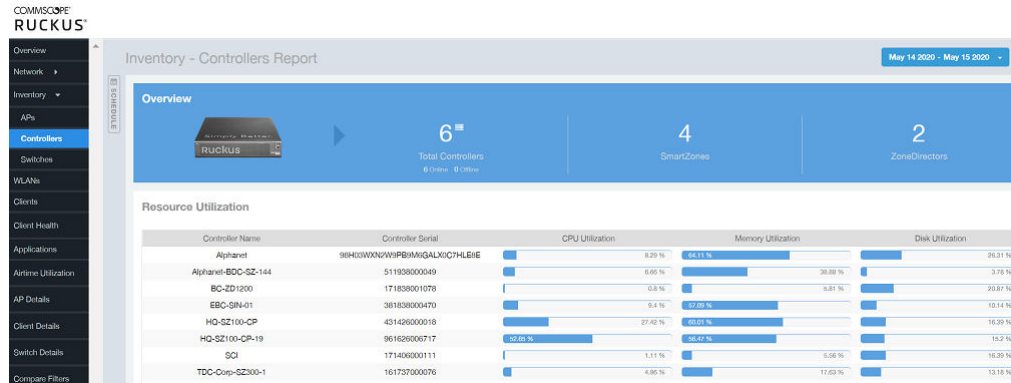 COMMSCOPE®
RUCKUS®
Overview
Network
Inventory
APs
Controllers
Switches
WLANs
Clients
Client Health
Applications
Airtime Utilization
AP Details
Client Details
Switch Details
Compare Filters
SCHEDULE
Inventory - Controllers Report
May 14 2020 - May 15 2020
Overview
Simply Better.
Ruckus
6
Total Controllers
6 Online 0 Offline
4
SmartZones
2
ZoneDirectors
Resource Utilization
Controller Name Controller Serial CPU Utilization Memory Utilization Disk Utilization
Alphanet 8.29 % 64.11 % 26.31 %
Alphanet-BDC-SZ-144 511938000049 6.66 % 38.88 % 3.78 %
BC-ZD1200 171838001078 0.8 % 5.81 % 20.87 %
EBC-SIN-01 381838000470 9.4 % 57.09 % 10.14 %
HQ-SZ100-CP 431426000018 27.42 % 60.01 % 16.39 %
HQ-SZ100-CP-19 961626006717 52.65 % 56.47 % 15.2 %
SCI 171406000111 1.11 % 5.56 % 16.39 %
TDC-Corp-SZ300-1 161737000076 4.96 % 17.63 % 13.18 %